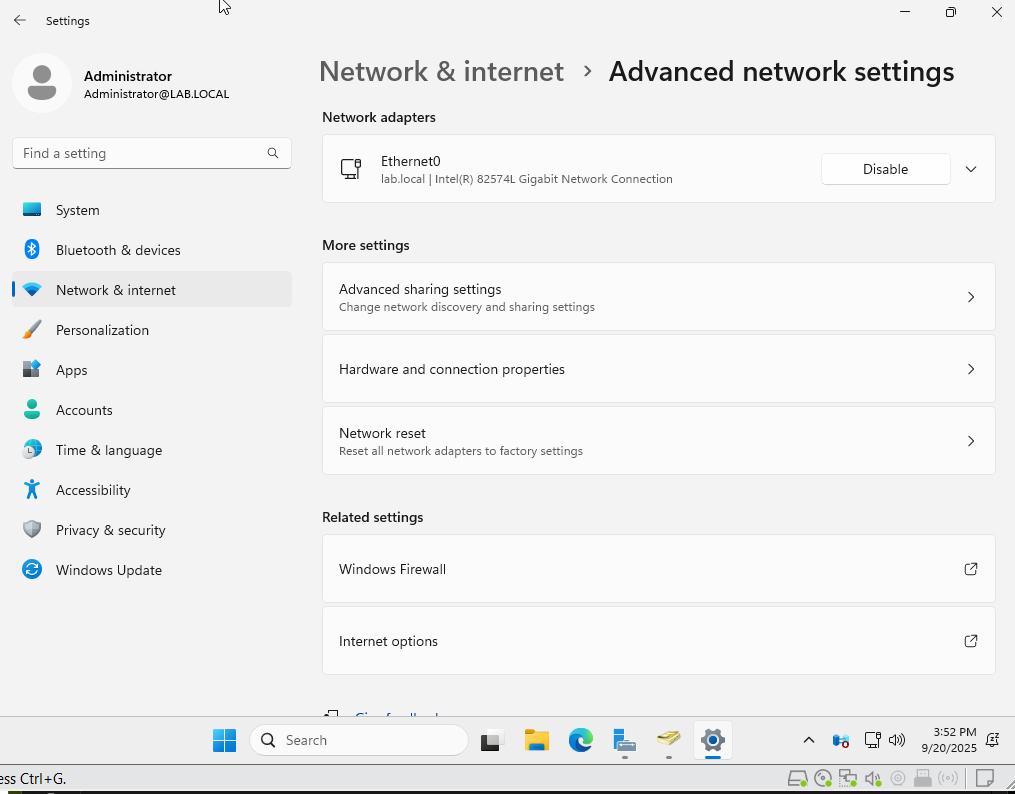 Settings
Administrator
Administrator@LAB.LOCAL
Find a setting
System
Bluetooth & devices
Network & internet
Personalization
Apps
Accounts
Time & language
Accessibility
Privacy & security
Windows Update
Network & internet › Advanced network settings
Network adapters
Ethernet0
lab.local | Intel(R) 82574L Gigabit Network Connection
Disable
More settings
Advanced sharing settings
Change network discovery and sharing settings
Hardware and connection properties
Network reset
Reset all network adapters to factory settings
Related settings
Windows Firewall
Internet options
Search
3:52 PM
9/20/2025
ess Ctrl+G.